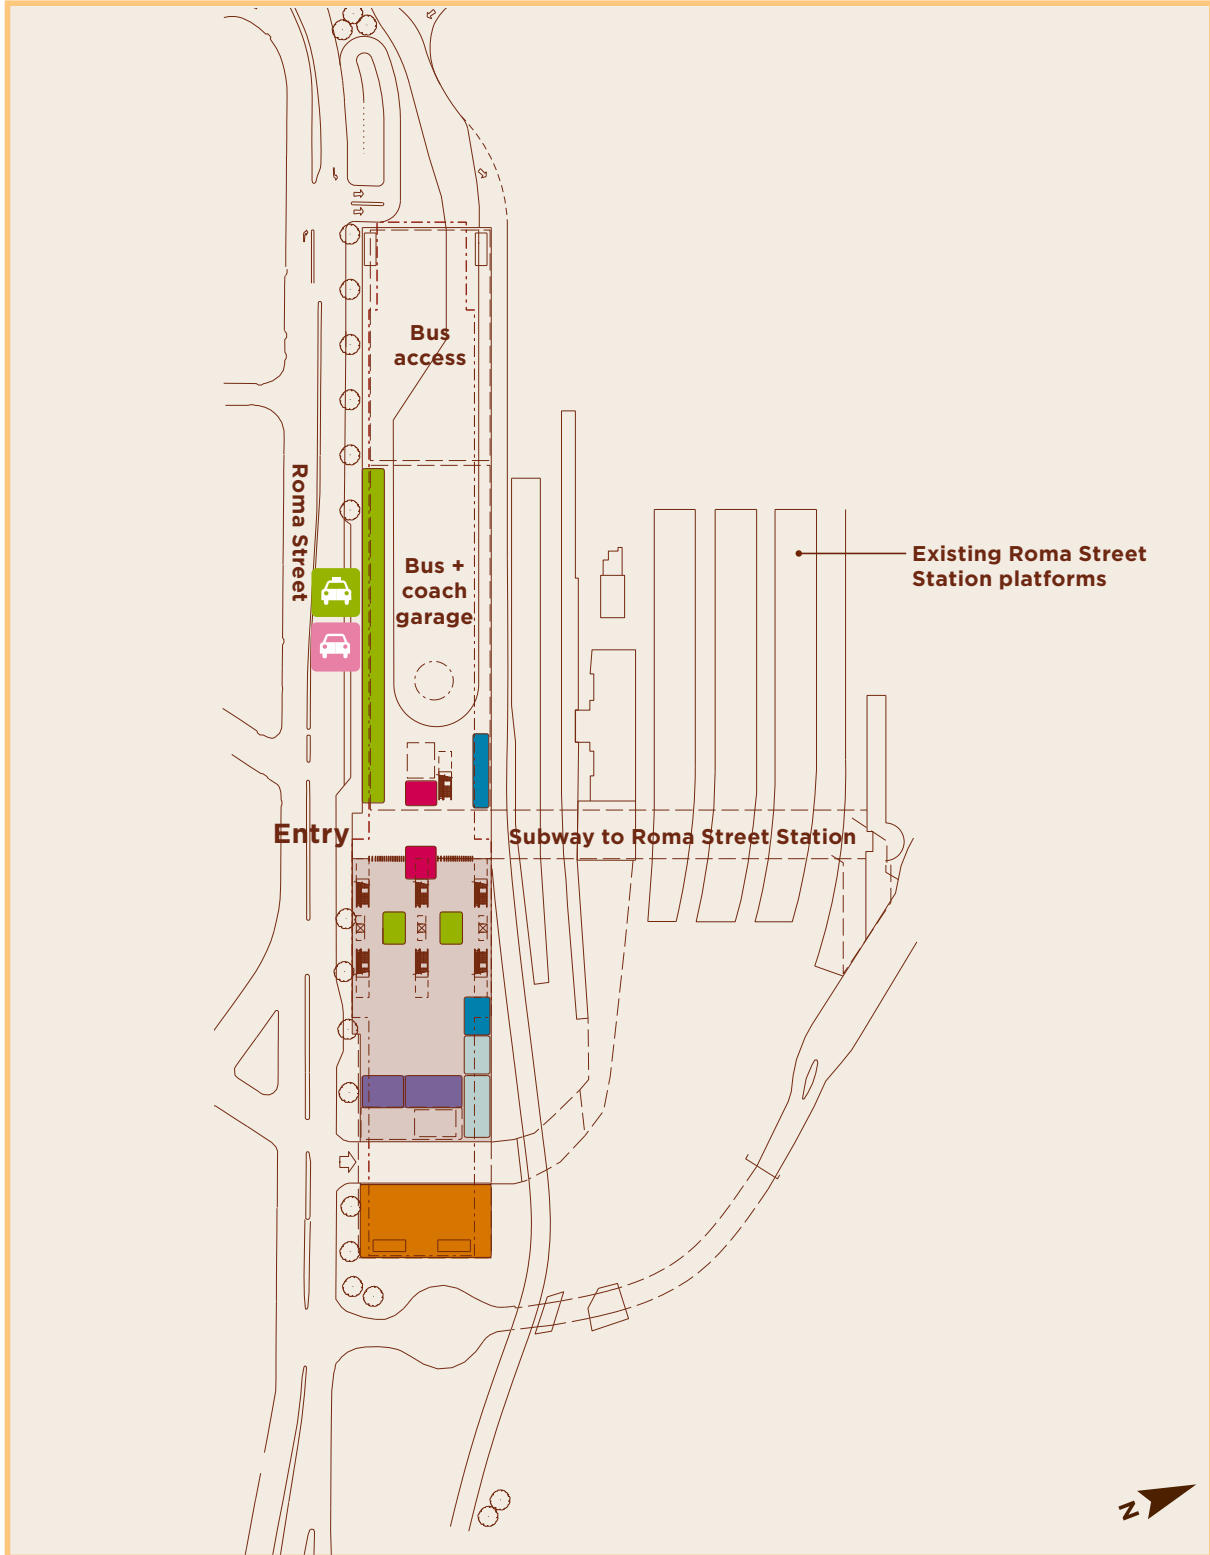 Bus
access
Roma Street
Bus +
coach
garage
Existing Roma Street
Station platforms
Entry
Subway to Roma Street Station
N